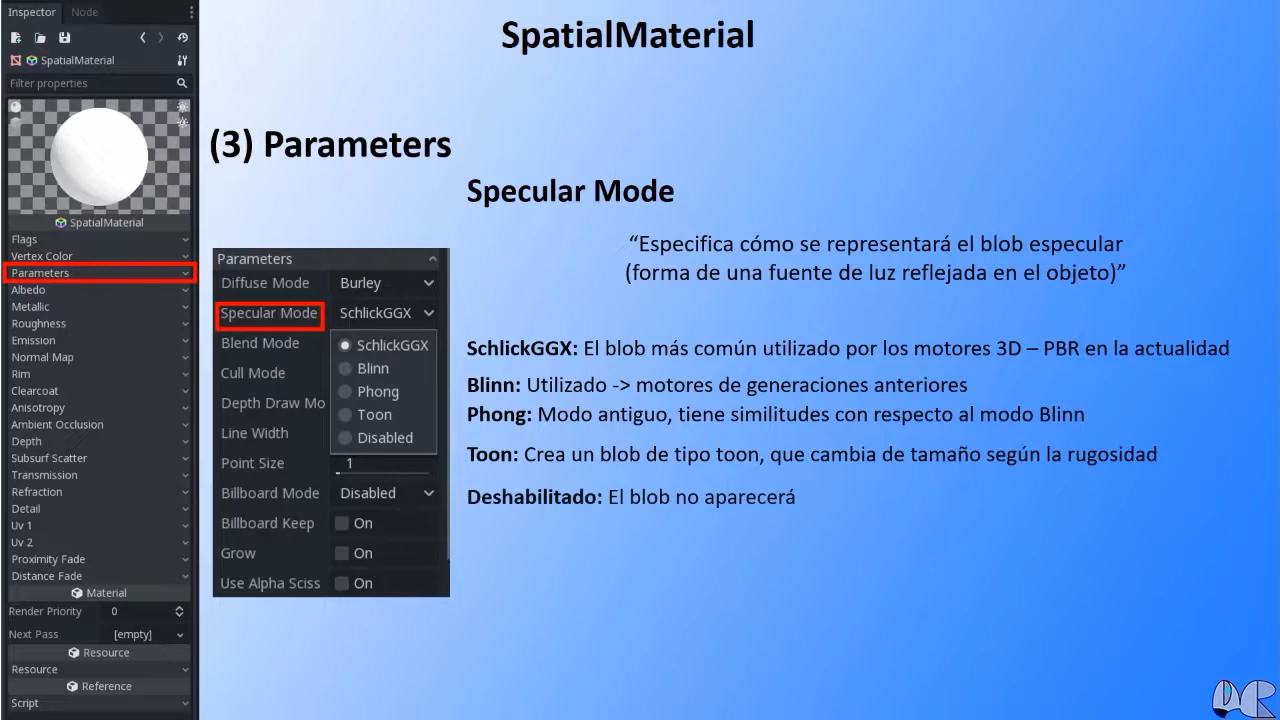 Inspector Node
SpatialMaterial
Filter properties
SpatialMaterial
Flags
Vertex Color
Parameters
Albedo
Metallic
Roughness
Emission
Normal Map
Rim
Clearcoat
Anisotropy
Ambient Occlusion
Depth
Subsurf Scatter
Transmission
Refraction
Detail
Uv 1
Uv 2
Proximity Fade
Distance Fade
Material
Render Priority 0
Next Pass [empty]
Resource
Resource
Reference
Script
SpatialMaterial
(3) Parameters
Specular Mode
“Especifica cómo se representará el blob especular
(forma de una fuente de luz reflejada en el objeto)”
Parameters
Diffuse Mode Burley
Specular Mode SchlickGGX
Blend Mode
Cull Mode
Depth Draw Mo
Line Width
Point Size 1
Billboard Mode Disabled
Billboard Keep On
Grow On
Use Alpha Sciss On
SchlickGGX
Blinn
Phong
Toon
Disabled
SchlickGGX: El blob más común utilizado por los motores 3D – PBR en la actualidad
Blinn: Utilizado -> motores de generaciones anteriores
Phong: Modo antiguo, tiene similitudes con respecto al modo Blinn
Toon: Crea un blob de tipo toon, que cambia de tamaño según la rugosidad
Deshabilitado: El blob no aparecerá